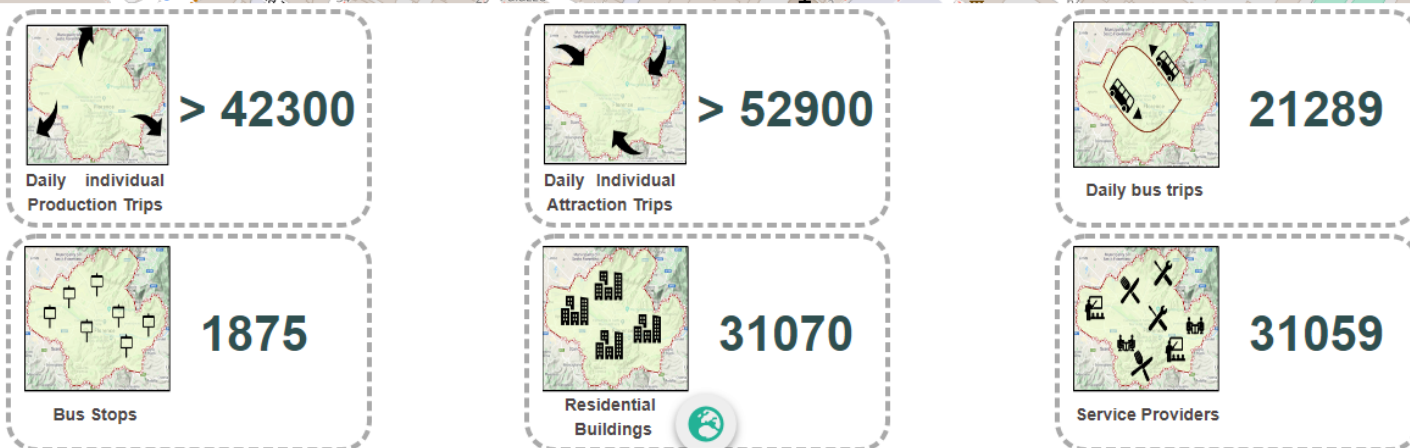 > 42300
Daily individual
Production Trips
> 52900
Daily Individual
Attraction Trips
21289
Daily bus trips
1875
Bus Stops
31070
Residential
Buildings
31059
Service Providers